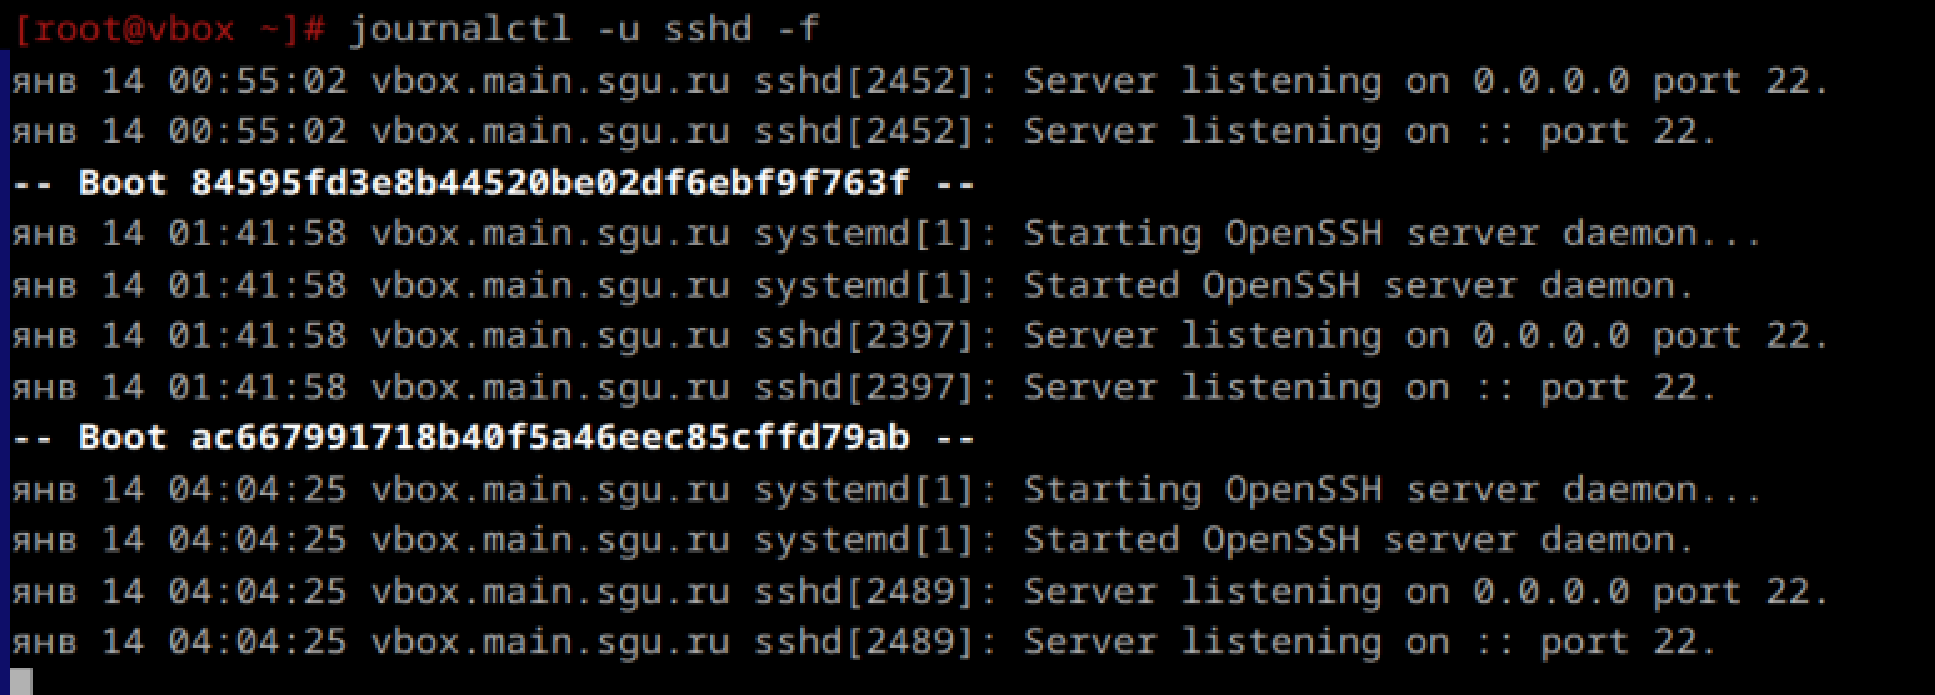 [root@vbox ~]# journalctl -u sshd -f
янв 14 00:55:02 vbox.main.sgu.ru sshd[2452]: Server listening on 0.0.0.0 port 22.
янв 14 00:55:02 vbox.main.sgu.ru sshd[2452]: Server listening on :: port 22.
-- Boot 84595fd3e8b44520be02df6ebf9f763f --
янв 14 01:41:58 vbox.main.sgu.ru systemd[1]: Starting OpenSSH server daemon...
янв 14 01:41:58 vbox.main.sgu.ru systemd[1]: Started OpenSSH server daemon.
янв 14 01:41:58 vbox.main.sgu.ru sshd[2397]: Server listening on 0.0.0.0 port 22.
янв 14 01:41:58 vbox.main.sgu.ru sshd[2397]: Server listening on :: port 22.
-- Boot ac667991718b40f5a46eec85cffd79ab --
янв 14 04:04:25 vbox.main.sgu.ru systemd[1]: Starting OpenSSH server daemon...
янв 14 04:04:25 vbox.main.sgu.ru systemd[1]: Started OpenSSH server daemon.
янв 14 04:04:25 vbox.main.sgu.ru sshd[2489]: Server listening on 0.0.0.0 port 22.
янв 14 04:04:25 vbox.main.sgu.ru sshd[2489]: Server listening on :: port 22.